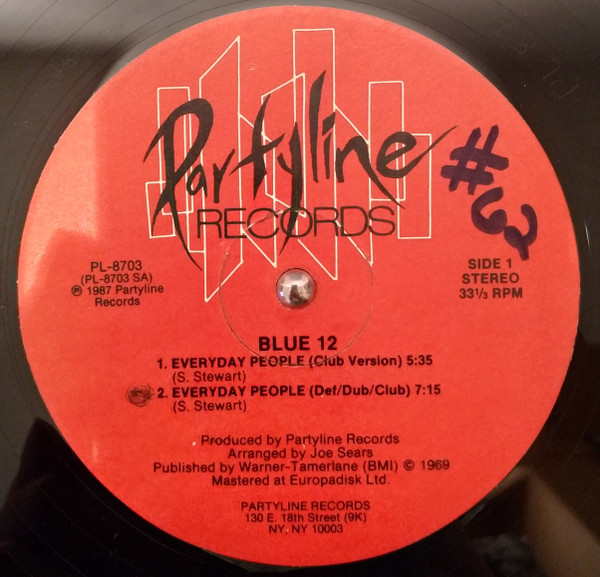 Partyline
RECORDS
#62
PL-8703
(PL-8703 SA)
℗ 1987 Partyline
Records
SIDE 1
STEREO
33⅓ RPM
BLUE 12
1. EVERYDAY PEOPLE (Club Version) 5:35
(S. Stewart)
2. EVERYDAY PEOPLE (Def/Dub/Club) 7:15
(S. Stewart)
Produced by Partyline Records
Arranged by Joe Sears
Published by Warner-Tamerlane (BMI) © 1969
Mastered at Europadisk Ltd.
PARTYLINE RECORDS
130 E. 18th Street (9K)
NY, NY 10003